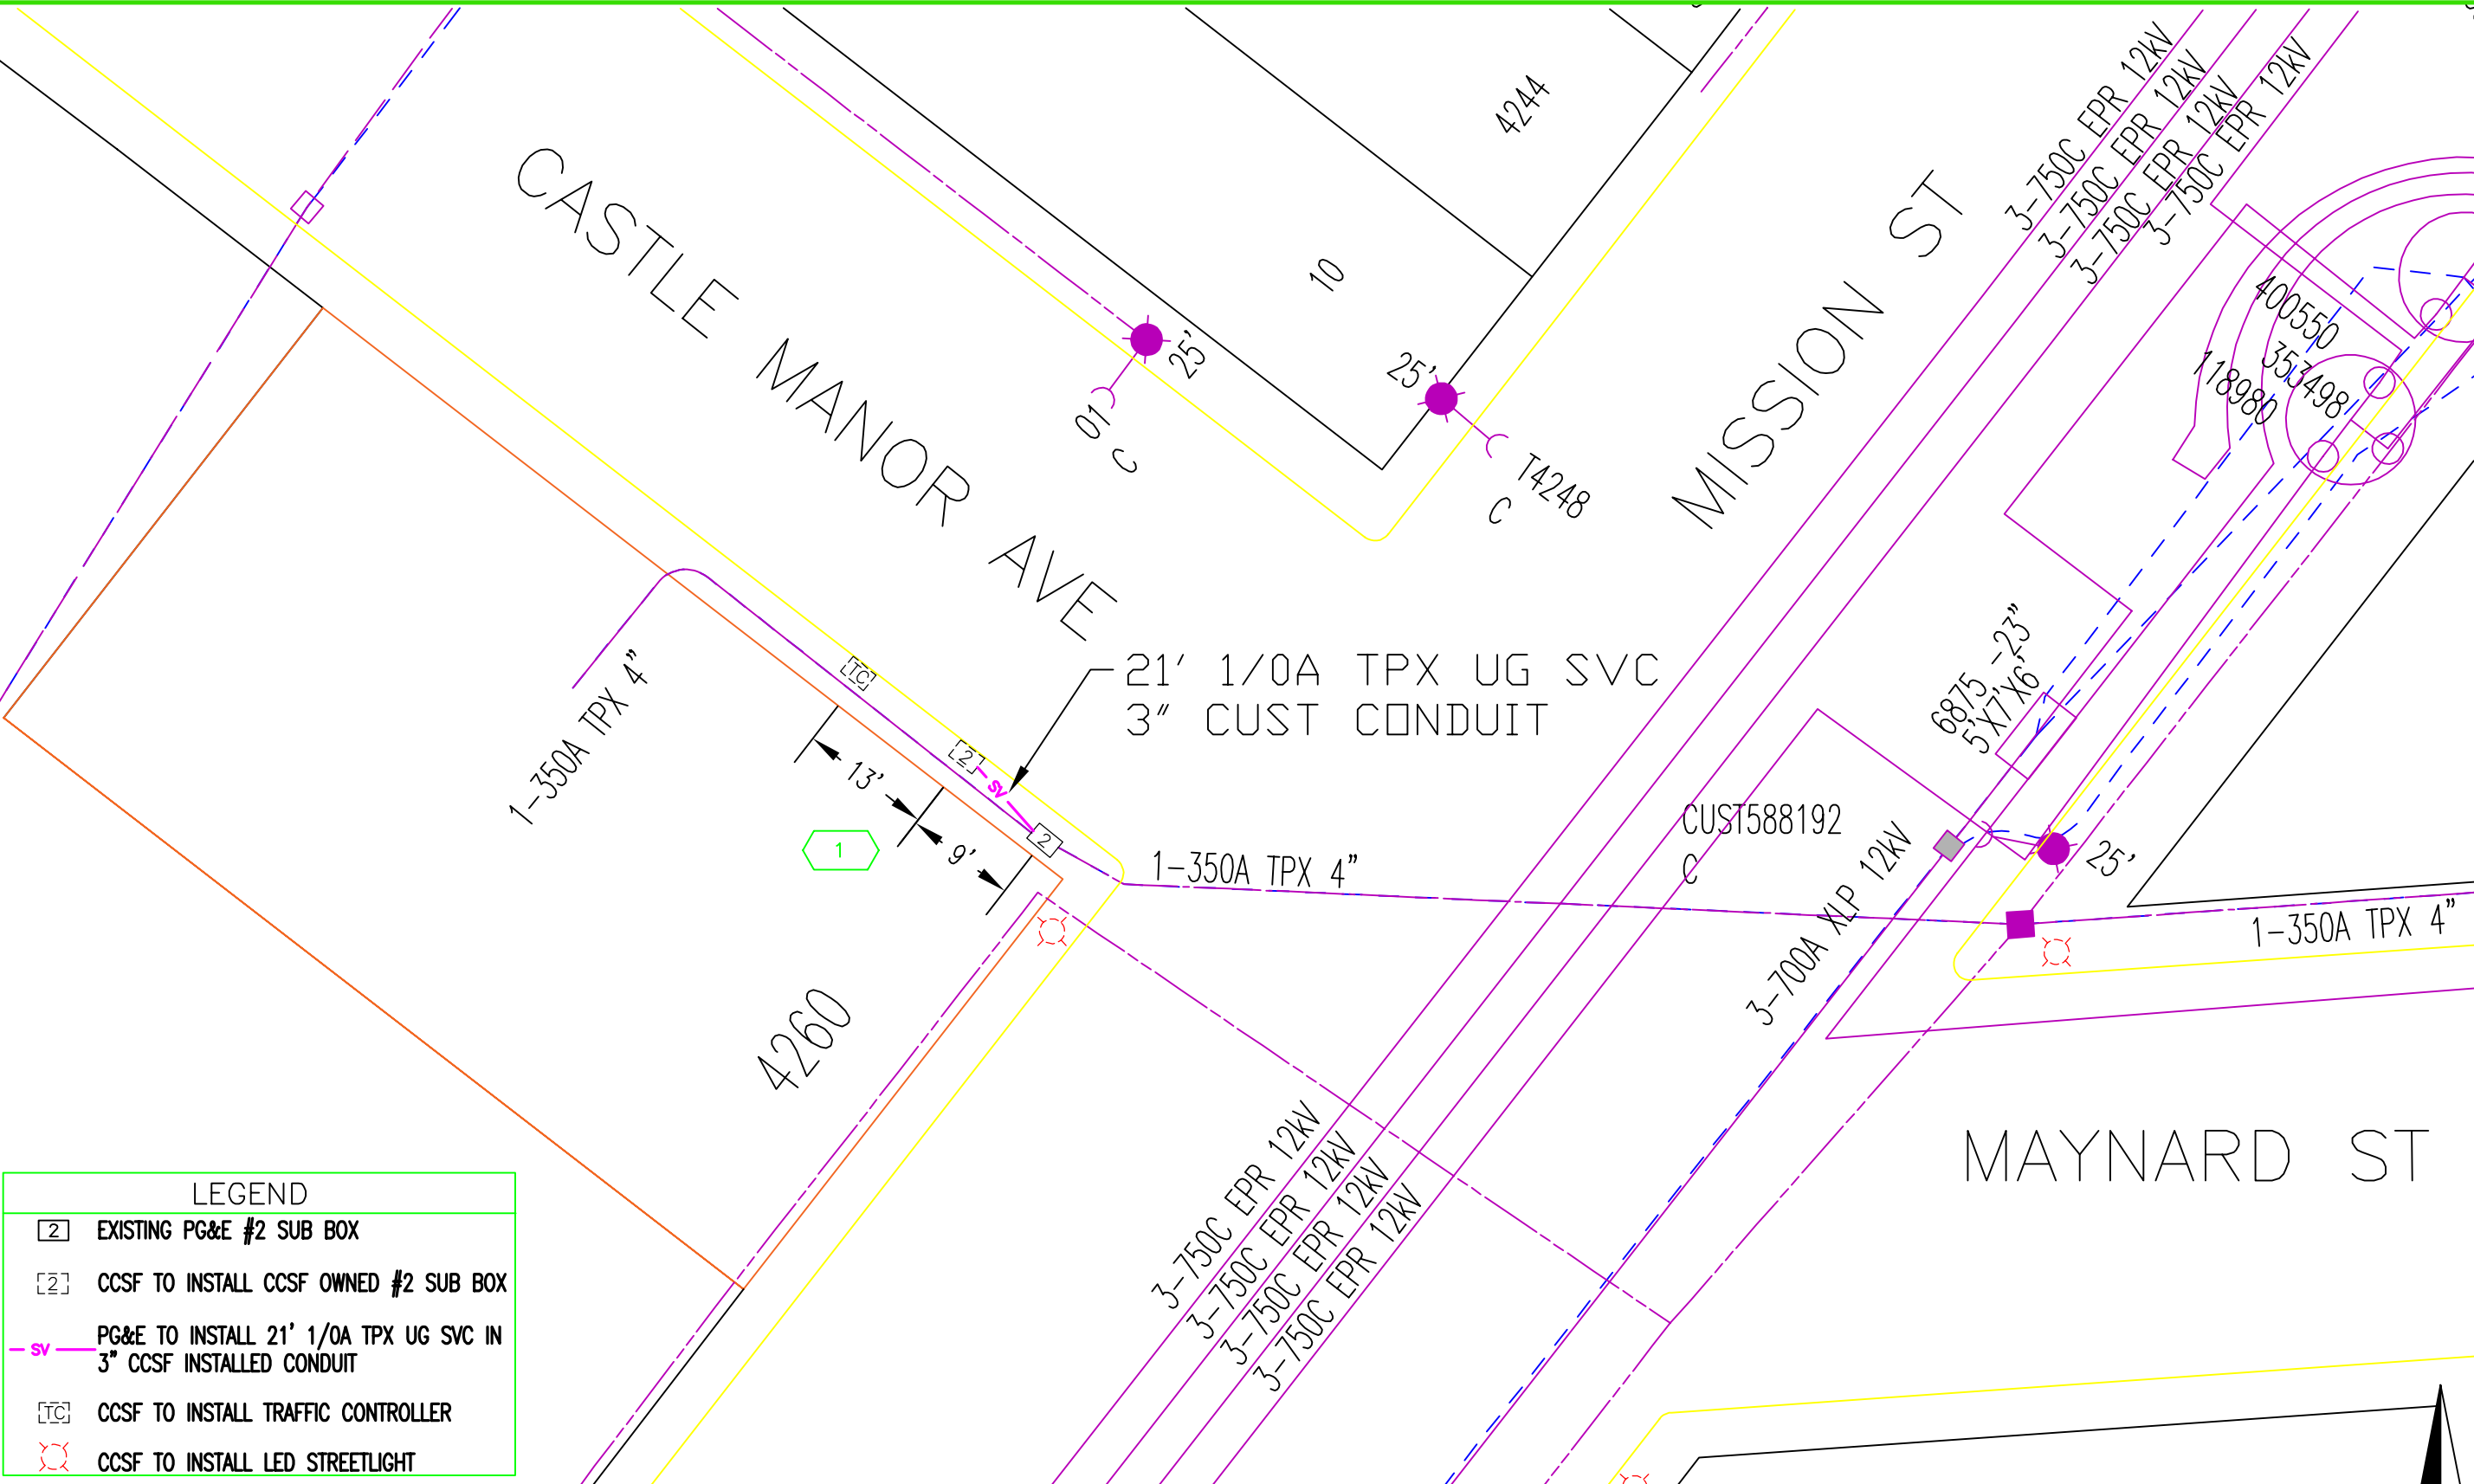 CASTLE MANOR AVE
4244
10
25'
01
C
25'
T4248
C
MISSION ST
3-750C EPR 12kV
3-750C EPR 12kV
3-750C EPR 12kV
3-750C EPR 12kV
400550
353498
118980
1-350A TPX 4"
TC
2
SV
2
21' 1/0A TPX UG SVC
3" CUST CONDUIT
13'
9'
1
1-350A TPX 4"
CUST588192
C
6875 -23"
5'X7'X6'
3-700A XLP 12kV
25'
1-350A TPX 4"
4260
3-750C EPR 12kV
3-750C EPR 12kV
3-750C EPR 12kV
3-750C EPR 12kV
MAYNARD ST
LEGEND
2 EXISTING PG&E #2 SUB BOX
2 CCSF TO INSTALL CCSF OWNED #2 SUB BOX
SV PG&E TO INSTALL 21' 1/0A TPX UG SVC IN
3" CCSF INSTALLED CONDUIT
TC CCSF TO INSTALL TRAFFIC CONTROLLER
CCSF TO INSTALL LED STREETLIGHT